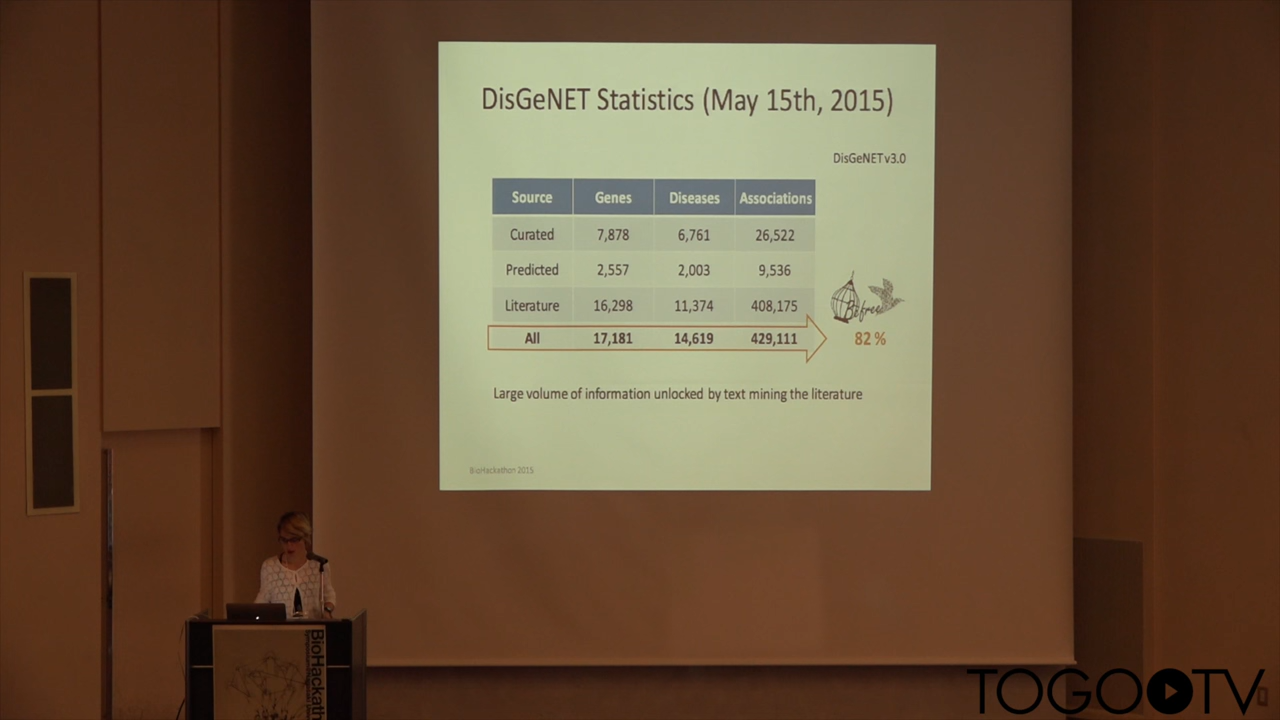 DisGeNET Statistics (May 15th, 2015)
DisGeNET v3.0
Source Genes Diseases Associations
Curated 7,878 6,761 26,522
Predicted 2,557 2,003 9,536
Literature 16,298 11,374 408,175
Befree
All 17,181 14,619 429,111 82 %
Large volume of information unlocked by text mining the literature
BioHackathon 2015
BioHackath
TOGOTV